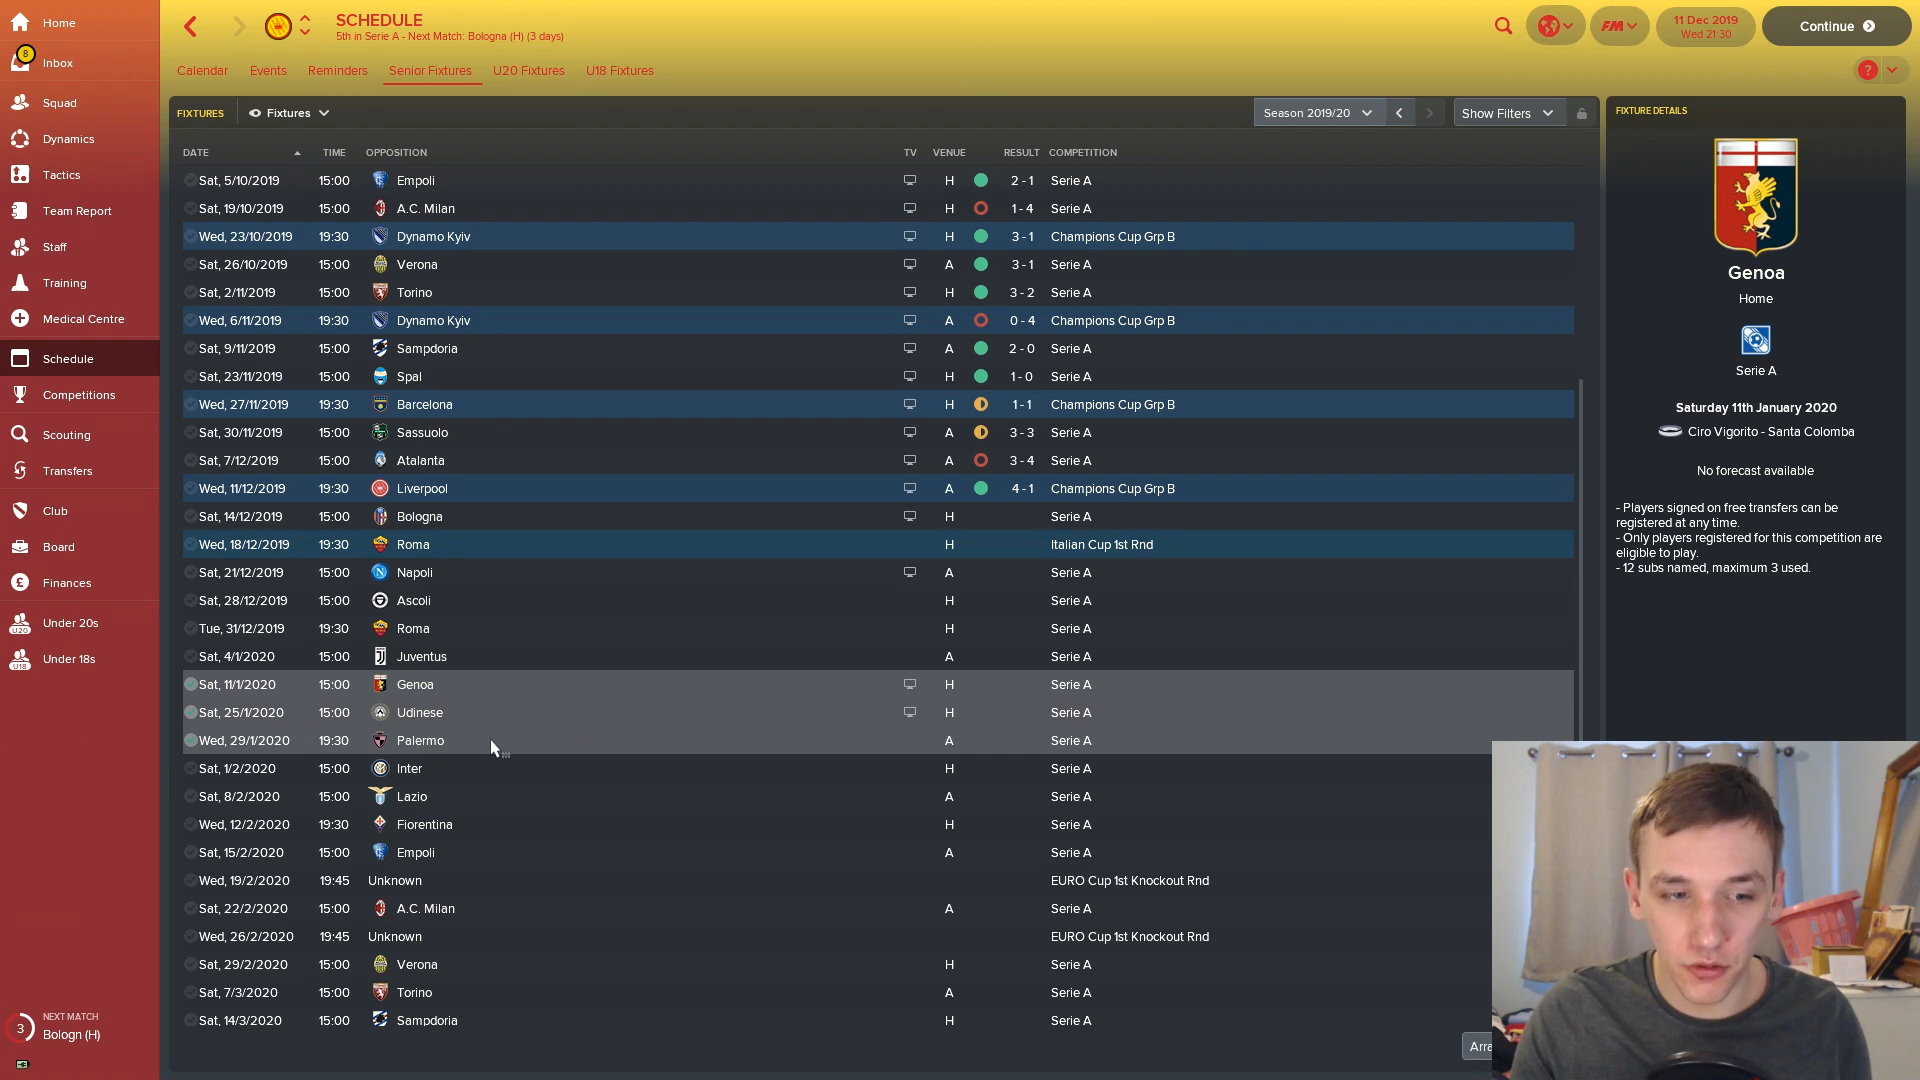 Home
8
Inbox
Squad
Dynamics
Tactics
Team Report
Staff
Training
Medical Centre
Schedule
Competitions
Scouting
Transfers
Club
Board
Finances
U20
Under 20s
U18
Under 18s
3
NEXT MATCH
Bologn (H)
SCHEDULE
5th in Serie A - Next Match: Bologna (H) (3 days)
FM
11 Dec 2019
Wed 21:30
Continue
Calendar Events Reminders Senior Fixtures U20 Fixtures U18 Fixtures
?
FIXTURES Fixtures Season 2019/20 Show Filters
DATE TIME OPPOSITION TV VENUE RESULT COMPETITION
Sat, 5/10/2019 15:00 Empoli H 2 - 1 Serie A
Sat, 19/10/2019 15:00 A.C. Milan H 1 - 4 Serie A
Wed, 23/10/2019 19:30 Dynamo Kyiv H 3 - 1 Champions Cup Grp B
Sat, 26/10/2019 15:00 Verona A 3 - 1 Serie A
Sat, 2/11/2019 15:00 Torino H 3 - 2 Serie A
Wed, 6/11/2019 19:30 Dynamo Kyiv A 0 - 4 Champions Cup Grp B
Sat, 9/11/2019 15:00 Sampdoria A 2 - 0 Serie A
Sat, 23/11/2019 15:00 Spal H 1 - 0 Serie A
Wed, 27/11/2019 19:30 Barcelona H 1 - 1 Champions Cup Grp B
Sat, 30/11/2019 15:00 Sassuolo A 3 - 3 Serie A
Sat, 7/12/2019 15:00 Atalanta A 3 - 4 Serie A
Wed, 11/12/2019 19:30 Liverpool A 4 - 1 Champions Cup Grp B
Sat, 14/12/2019 15:00 Bologna H Serie A
Wed, 18/12/2019 19:30 Roma H Italian Cup 1st Rnd
Sat, 21/12/2019 15:00 Napoli A Serie A
Sat, 28/12/2019 15:00 Ascoli H Serie A
Tue, 31/12/2019 19:30 Roma H Serie A
Sat, 4/1/2020 15:00 Juventus A Serie A
Sat, 11/1/2020 15:00 Genoa H Serie A
Sat, 25/1/2020 15:00 Udinese H Serie A
Wed, 29/1/2020 19:30 Palermo A Serie A
Sat, 1/2/2020 15:00 Inter H Serie A
Sat, 8/2/2020 15:00 Lazio A Serie A
Wed, 12/2/2020 19:30 Fiorentina H Serie A
Sat, 15/2/2020 15:00 Empoli A Serie A
Wed, 19/2/2020 19:45 Unknown EURO Cup 1st Knockout Rnd
Sat, 22/2/2020 15:00 A.C. Milan A Serie A
Wed, 26/2/2020 19:45 Unknown EURO Cup 1st Knockout Rnd
Sat, 29/2/2020 15:00 Verona H Serie A
Sat, 7/3/2020 15:00 Torino A Serie A
Sat, 14/3/2020 15:00 Sampdoria H Serie A
Arra
FIXTURE DETAILS
Genoa
Home
Serie A
Saturday 11th January 2020
Ciro Vigorito - Santa Colomba
No forecast available
- Players signed on free transfers can be
registered at any time.
- Only players registered for this competition are
eligible to play.
- 12 subs named, maximum 3 used.